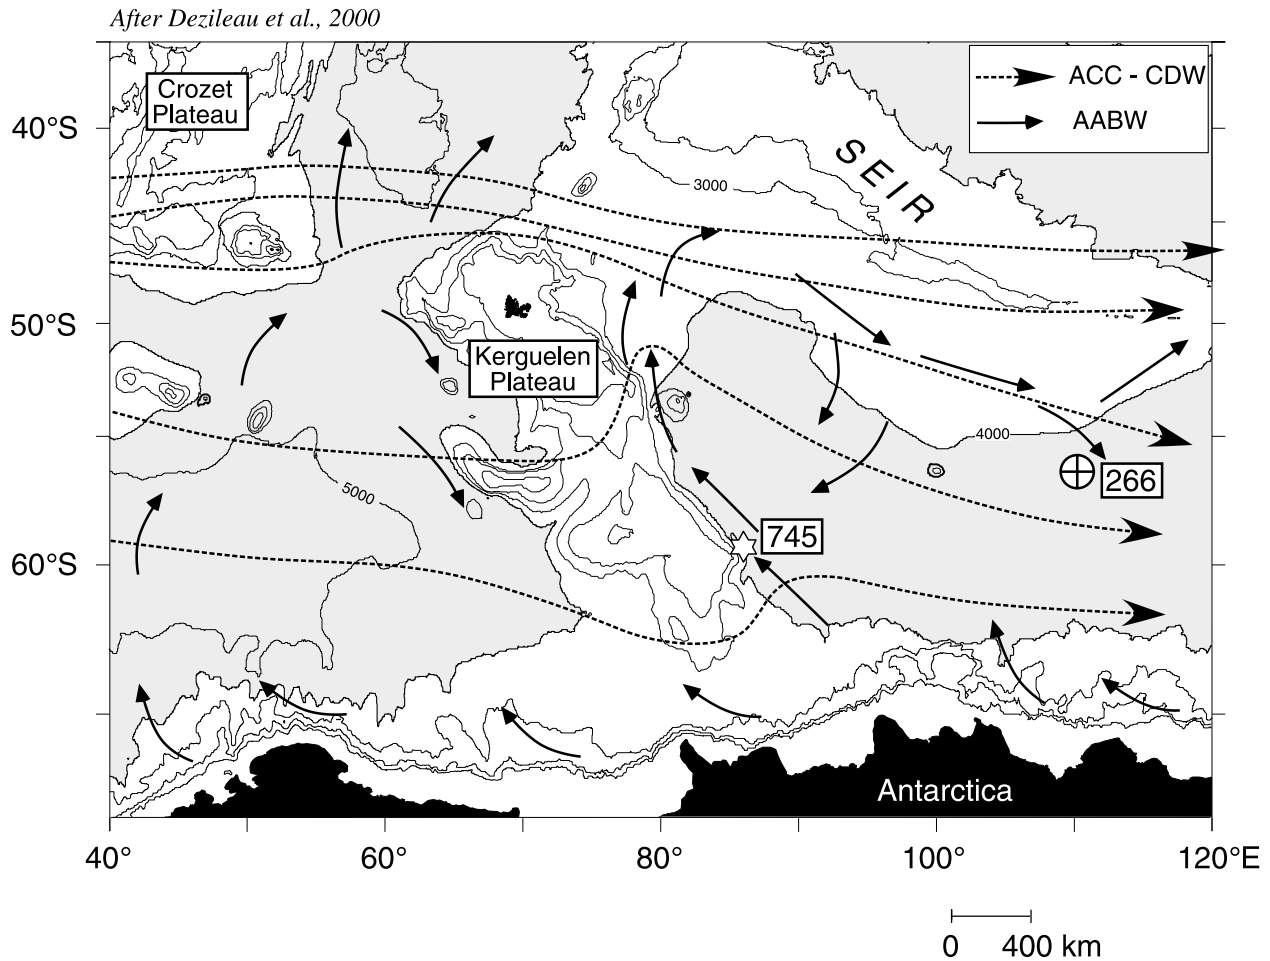 After Dezileau et al., 2000
Crozet
Plateau
ACC - CDW
AABW
40°S
SEIR
3000
50°S
Kerguelen
Plateau
4000
266
5000
745
60°S
Antarctica
40°
60°
80°
100°
120°E
0
400 km